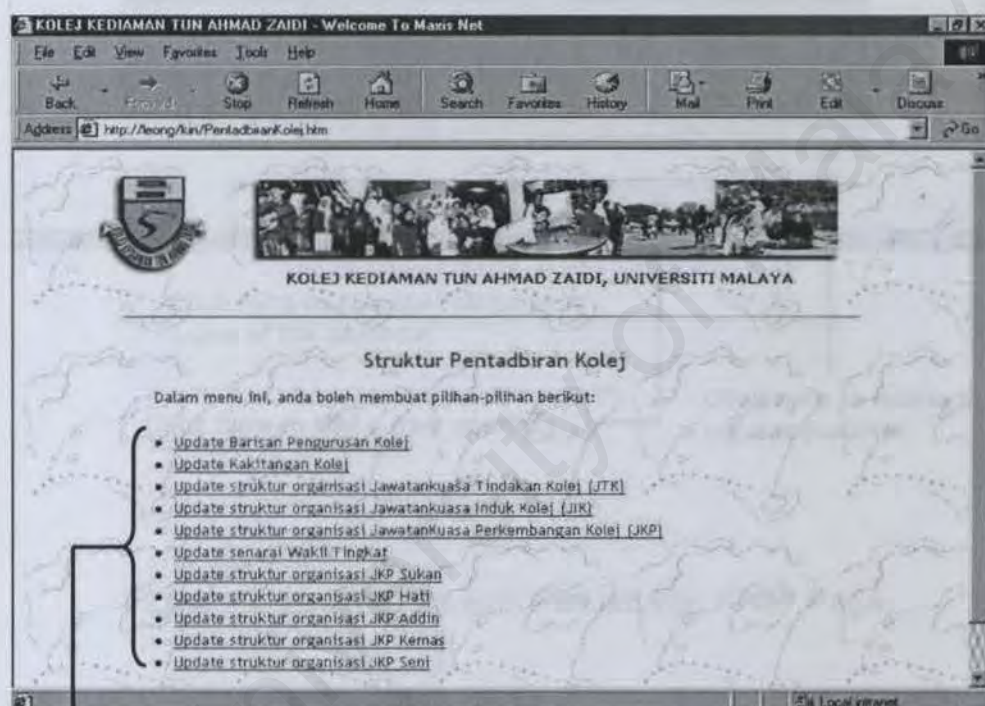 KOLEJ KEDIAMAN TUN AHMAD ZAIDI - Welcome To Maxis Net
File Edit View Favorites Tools Help
Back Forward Stop Refresh Home Search Favorites History Mail Print Edit Discuss
Address http://leong/kin/PentadbiranKolej.htm Go
KOLEJ KEDIAMAN TUN AHMAD ZAIDI, UNIVERSITI MALAYA
Struktur Pentadbiran Kolej
Dalam menu ini, anda boleh membuat pilihan-pilihan berikut:
• Update Barisan Pengurusan Kolej
• Update Kakitangan Kolej
• Update struktur organisasi Jawatankuasa Tindakan Kolej (JTK)
• Update struktur organisasi Jawatankuasa Induk Kolej (JIK)
• Update struktur organisasi JawatanKuasa Perkembangan Kolej (JKP)
• Update senarai Wakil Tingkat
• Update struktur organisasi JKP Sukan
• Update struktur organisasi JKP Hati
• Update struktur organisasi JKP Addin
• Update struktur organisasi JKP Kemas
• Update struktur organisasi JKP Seni
Local intranet